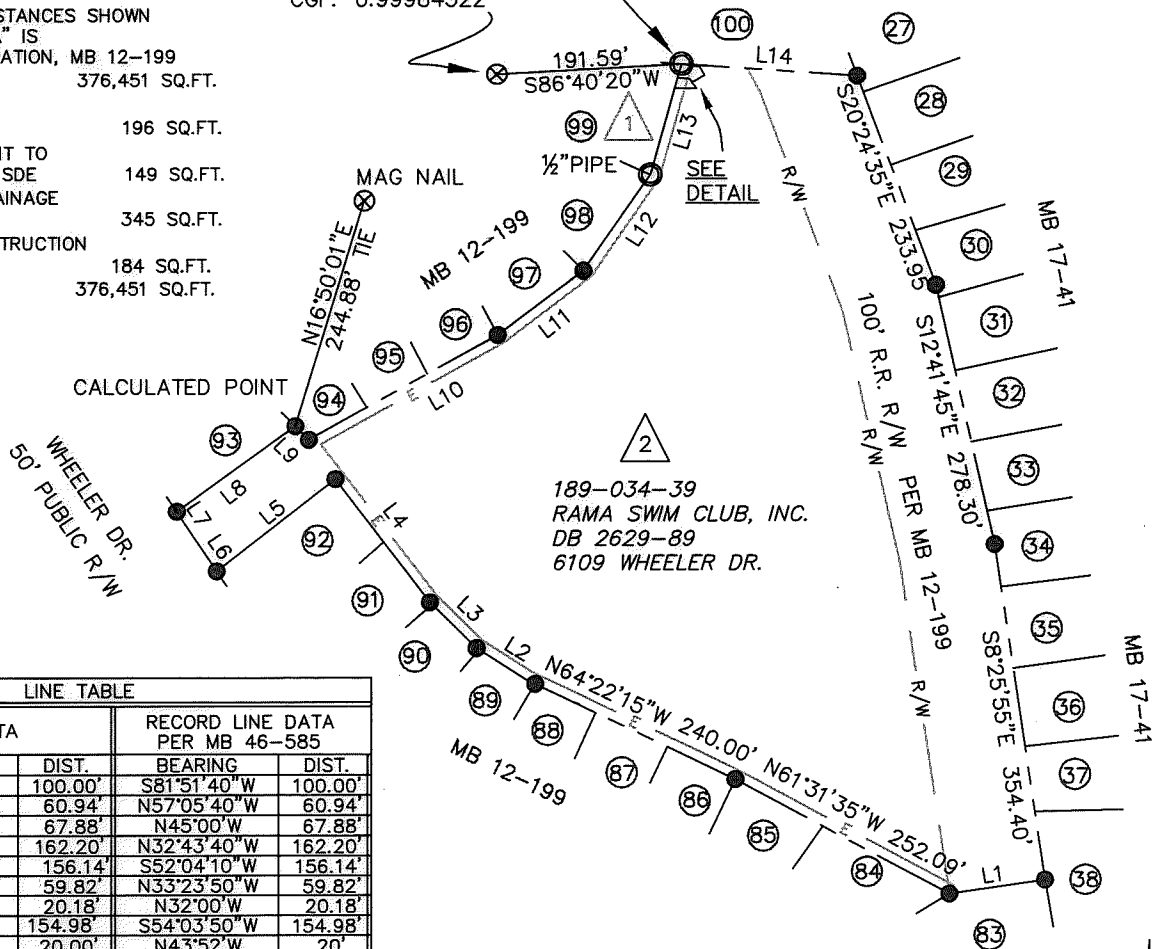 STANCES SHOWN
" IS
ATION, MB 12-199
376,451 SQ.FT.
196 SQ.FT.
IT TO
SDE 149 SQ.FT.
AINAGE
345 SQ.FT.
STRUCTION
184 SQ.FT.
376,451 SQ.FT.
CGF: 0.99984322
191.59'
S86°40'20"W
100
L14
27
28
29
30
31
32
33
34
35
36
37
38
99
1
L13
½"PIPE
SEE
DETAIL
R/W
S20°24'35"E 233.95
MB 17-41
MAG NAIL
98
L12
MB 12-199
97
N16°50'01"E
244.88' TIE
96
L11
95
E
L10
CALCULATED POINT
94
93
L9
L8
L7
L5
L6
WHEELER DR.
50' PUBLIC R/W
S12°41'45"E 278.30'
100' R.R. R/W PER MB 12-199
R/W
2
189-034-39
RAMA SWIM CLUB, INC.
DB 2629-89
6109 WHEELER DR.
92
E
L4
91
L3
90
L2
89
88
N64°22'15"W 240.00'
E
87
86
N61°31'35"W 252.09'
85
E
84
MB 12-199
R/W
S8°25'55"E 354.40'
MB 17-41
L1
83
LINE TABLE
TA
RECORD LINE DATA
PER MB 46-585
DIST. BEARING DIST.
100.00' S81°51'40"W 100.00'
60.94' N57°05'40"W 60.94'
67.88' N45°00'W 67.88'
162.20' N32°43'40"W 162.20'
156.14' S52°04'10"W 156.14'
59.82' N33°23'50"W 59.82'
20.18' N32°00'W 20.18'
154.98' S54°03'50"W 154.98'
20.00' N43°52'W 20'